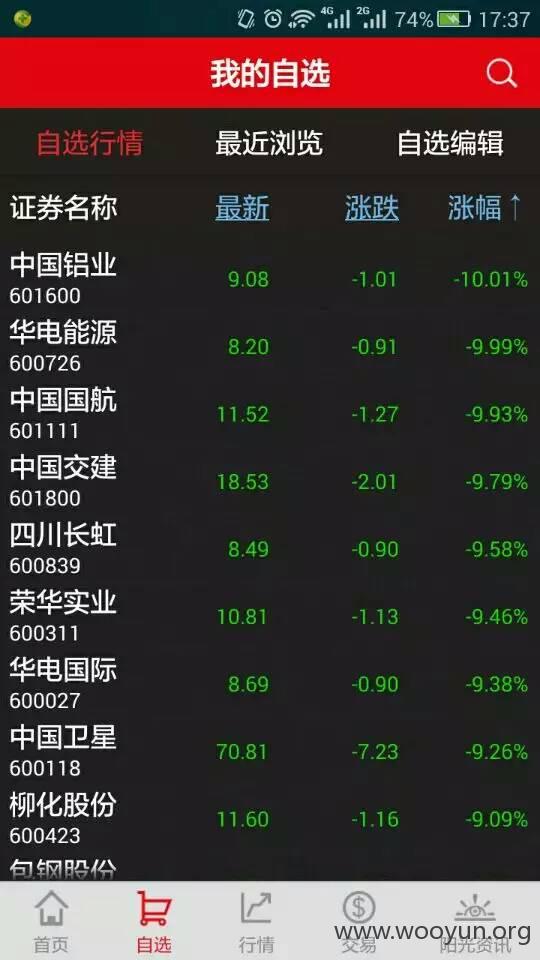 4G 2G 74% 17:37
我的自选
自选行情 最近浏览 自选编辑
证券名称 最新 涨跌 涨幅↑
中国铝业 9.08 -1.01 -10.01%
601600
华电能源 8.20 -0.91 -9.99%
600726
中国国航 11.52 -1.27 -9.93%
601111
中国交建 18.53 -2.01 -9.79%
601800
四川长虹 8.49 -0.90 -9.58%
600839
荣华实业 10.81 -1.13 -9.46%
600311
华电国际 8.69 -0.90 -9.38%
600027
中国卫星 70.81 -7.23 -9.26%
600118
柳化股份 11.60 -1.16 -9.09%
600423
包钢股份
首页 自选 行情 交易 阳光资讯
www.wooyun.org